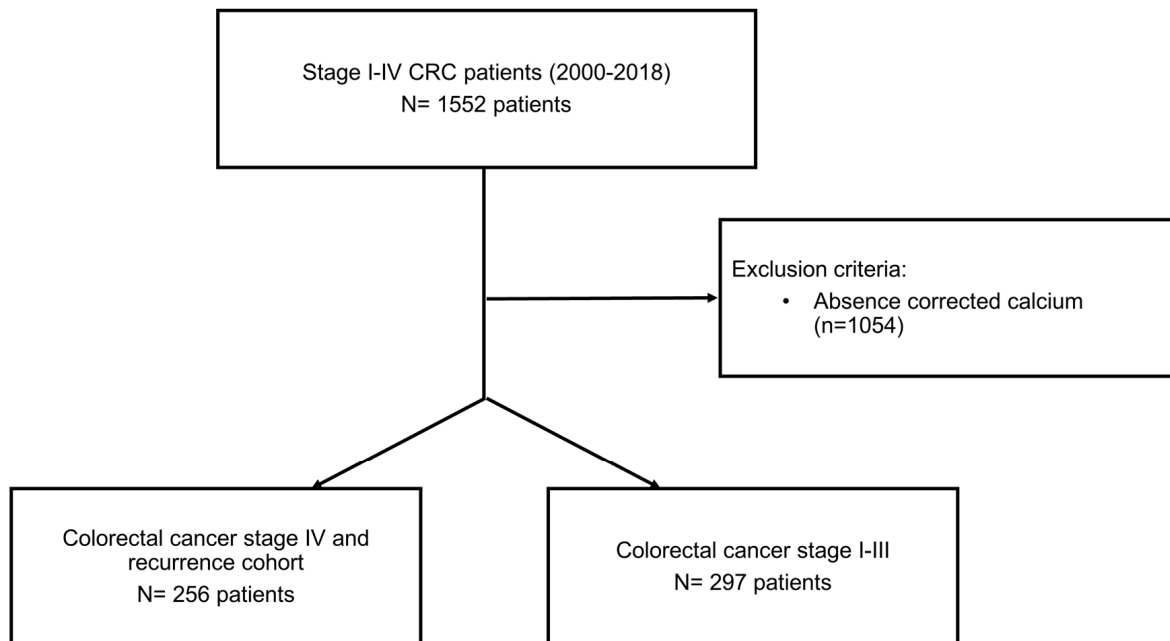 Stage I-IV CRC patients (2000-2018)
N= 1552 patients
Exclusion criteria:
• Absence corrected calcium
(n=1054)
Colorectal cancer stage IV and
recurrence cohort
N= 256 patients
Colorectal cancer stage I-III
N= 297 patients